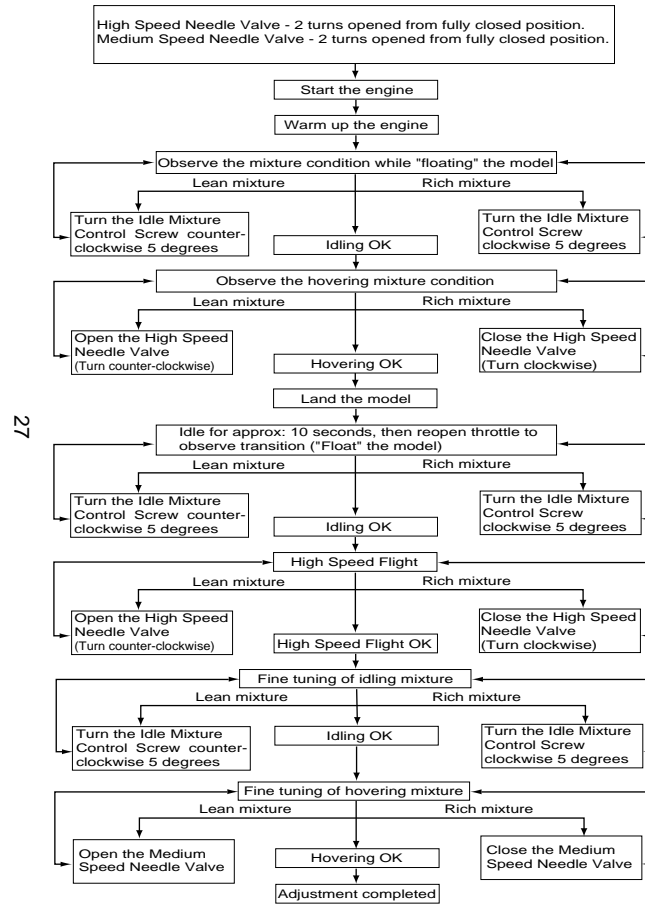 High Speed Needle Valve - 2 turns opened from fully closed position.
Medium Speed Needle Valve - 2 turns opened from fully closed position.
Start the engine
Warm up the engine
Observe the mixture condition while "floating" the model
Lean mixture
Rich mixture
Turn the Idle Mixture
Control Screw counter-
clockwise 5 degrees
Turn the Idle Mixture
Control Screw
clockwise 5 degrees
Idling OK
Observe the hovering mixture condition
Lean mixture
Rich mixture
Open the High Speed
Needle Valve
(Turn counter-clockwise)
Close the High Speed
Needle Valve
(Turn clockwise)
Hovering OK
Land the model
27
Idle for approx: 10 seconds, then reopen throttle to
observe transition ("Float" the model)
Lean mixture
Rich mixture
Turn the Idle Mixture
Control Screw counter-
clockwise 5 degrees
Turn the Idle Mixture
Control Screw
clockwise 5 degrees
Idling OK
High Speed Flight
Lean mixture
Rich mixture
Open the High Speed
Needle Valve
(Turn counter-clockwise)
Close the High Speed
Needle Valve
(Turn clockwise)
High Speed Flight OK
Fine tuning of idling mixture
Lean mixture
Rich mixture
Turn the Idle Mixture
Control Screw counter-
clockwise 5 degrees
Turn the Idle Mixture
Control Screw
clockwise 5 degrees
Idling OK
Fine tuning of hovering mixture
Lean mixture
Rich mixture
Open the Medium
Speed Needle Valve
Close the Medium
Speed Needle Valve
Hovering OK
Adjustment completed